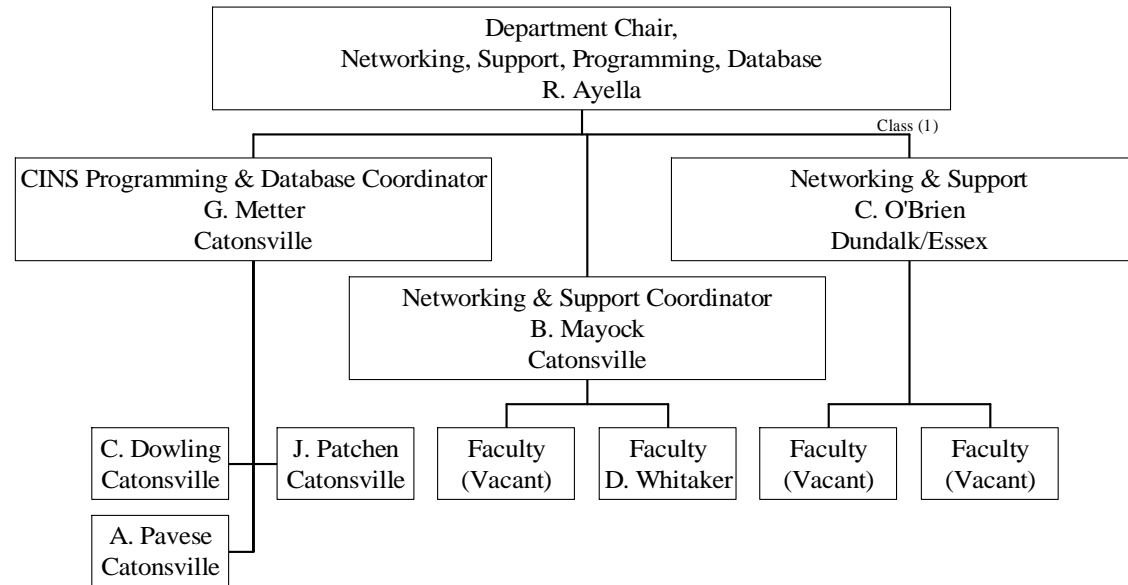 Department Chair,
Networking, Support, Programming, Database
R. Ayella
Class (1)
CINS Programming & Database Coordinator
G. Metter
Catonsville
Networking & Support
C. O'Brien
Dundalk/Essex
Networking & Support Coordinator
B. Mayock
Catonsville
C. Dowling
Catonsville
J. Patchen
Catonsville
Faculty
(Vacant)
Faculty
D. Whitaker
Faculty
(Vacant)
Faculty
(Vacant)
A. Pavese
Catonsville